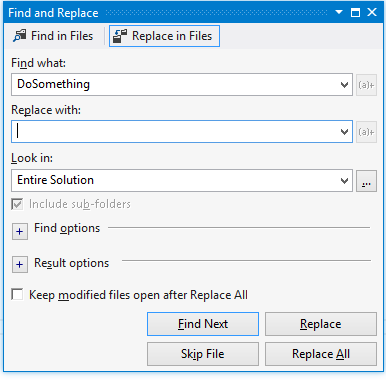 Find and Replace
Find in Files
Replace in Files
Find what:
DoSomething
(a)+
Replace with:
(a)+
Look in:
Entire Solution
...
Include sub-folders
+ Find options
+ Result options
Keep modified files open after Replace All
Find Next
Replace
Skip File
Replace All